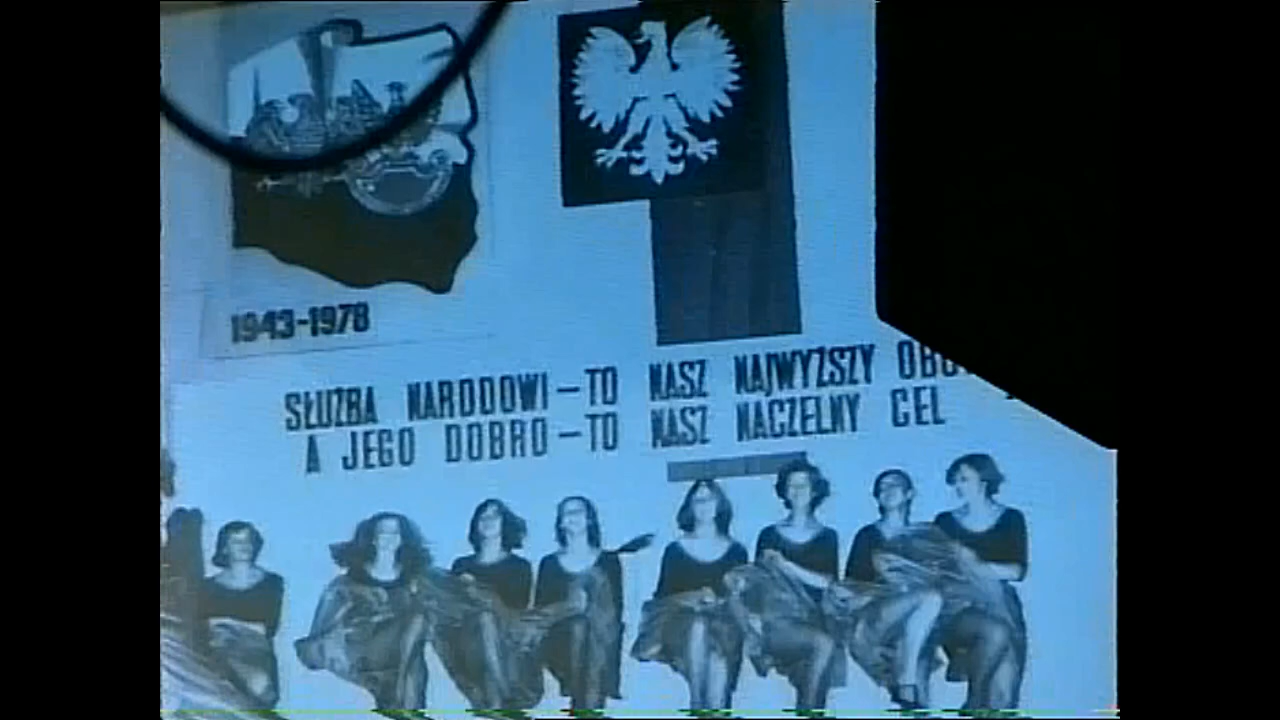 1943-1978
SŁUŻBA NARODOWI – TO NASZ NAJWYŻSZY
A JEGO DOBRO – TO NASZ NACZELNY CEL